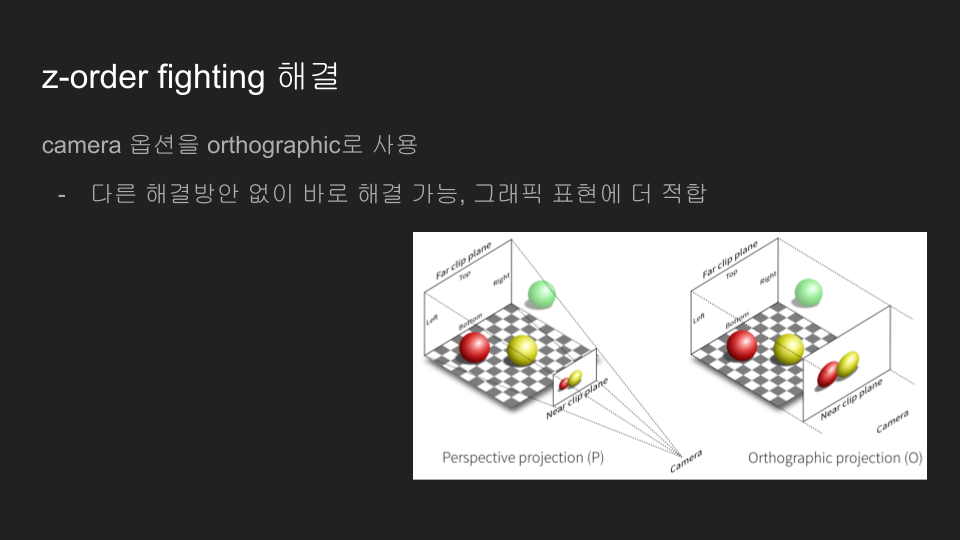 z-order fighting 해결
camera 옵션을 orthographic로 사용
- 다른 해결방안 없이 바로 해결 가능, 그래픽 표현에 더 적합
Far clip plane
Top
Right
Left
Bottom
Near clip plane
Camera
Perspective projection (P)
Far clip plane
Top
Right
Left
Bottom
Near clip plane
Camera
Orthographic projection (O)